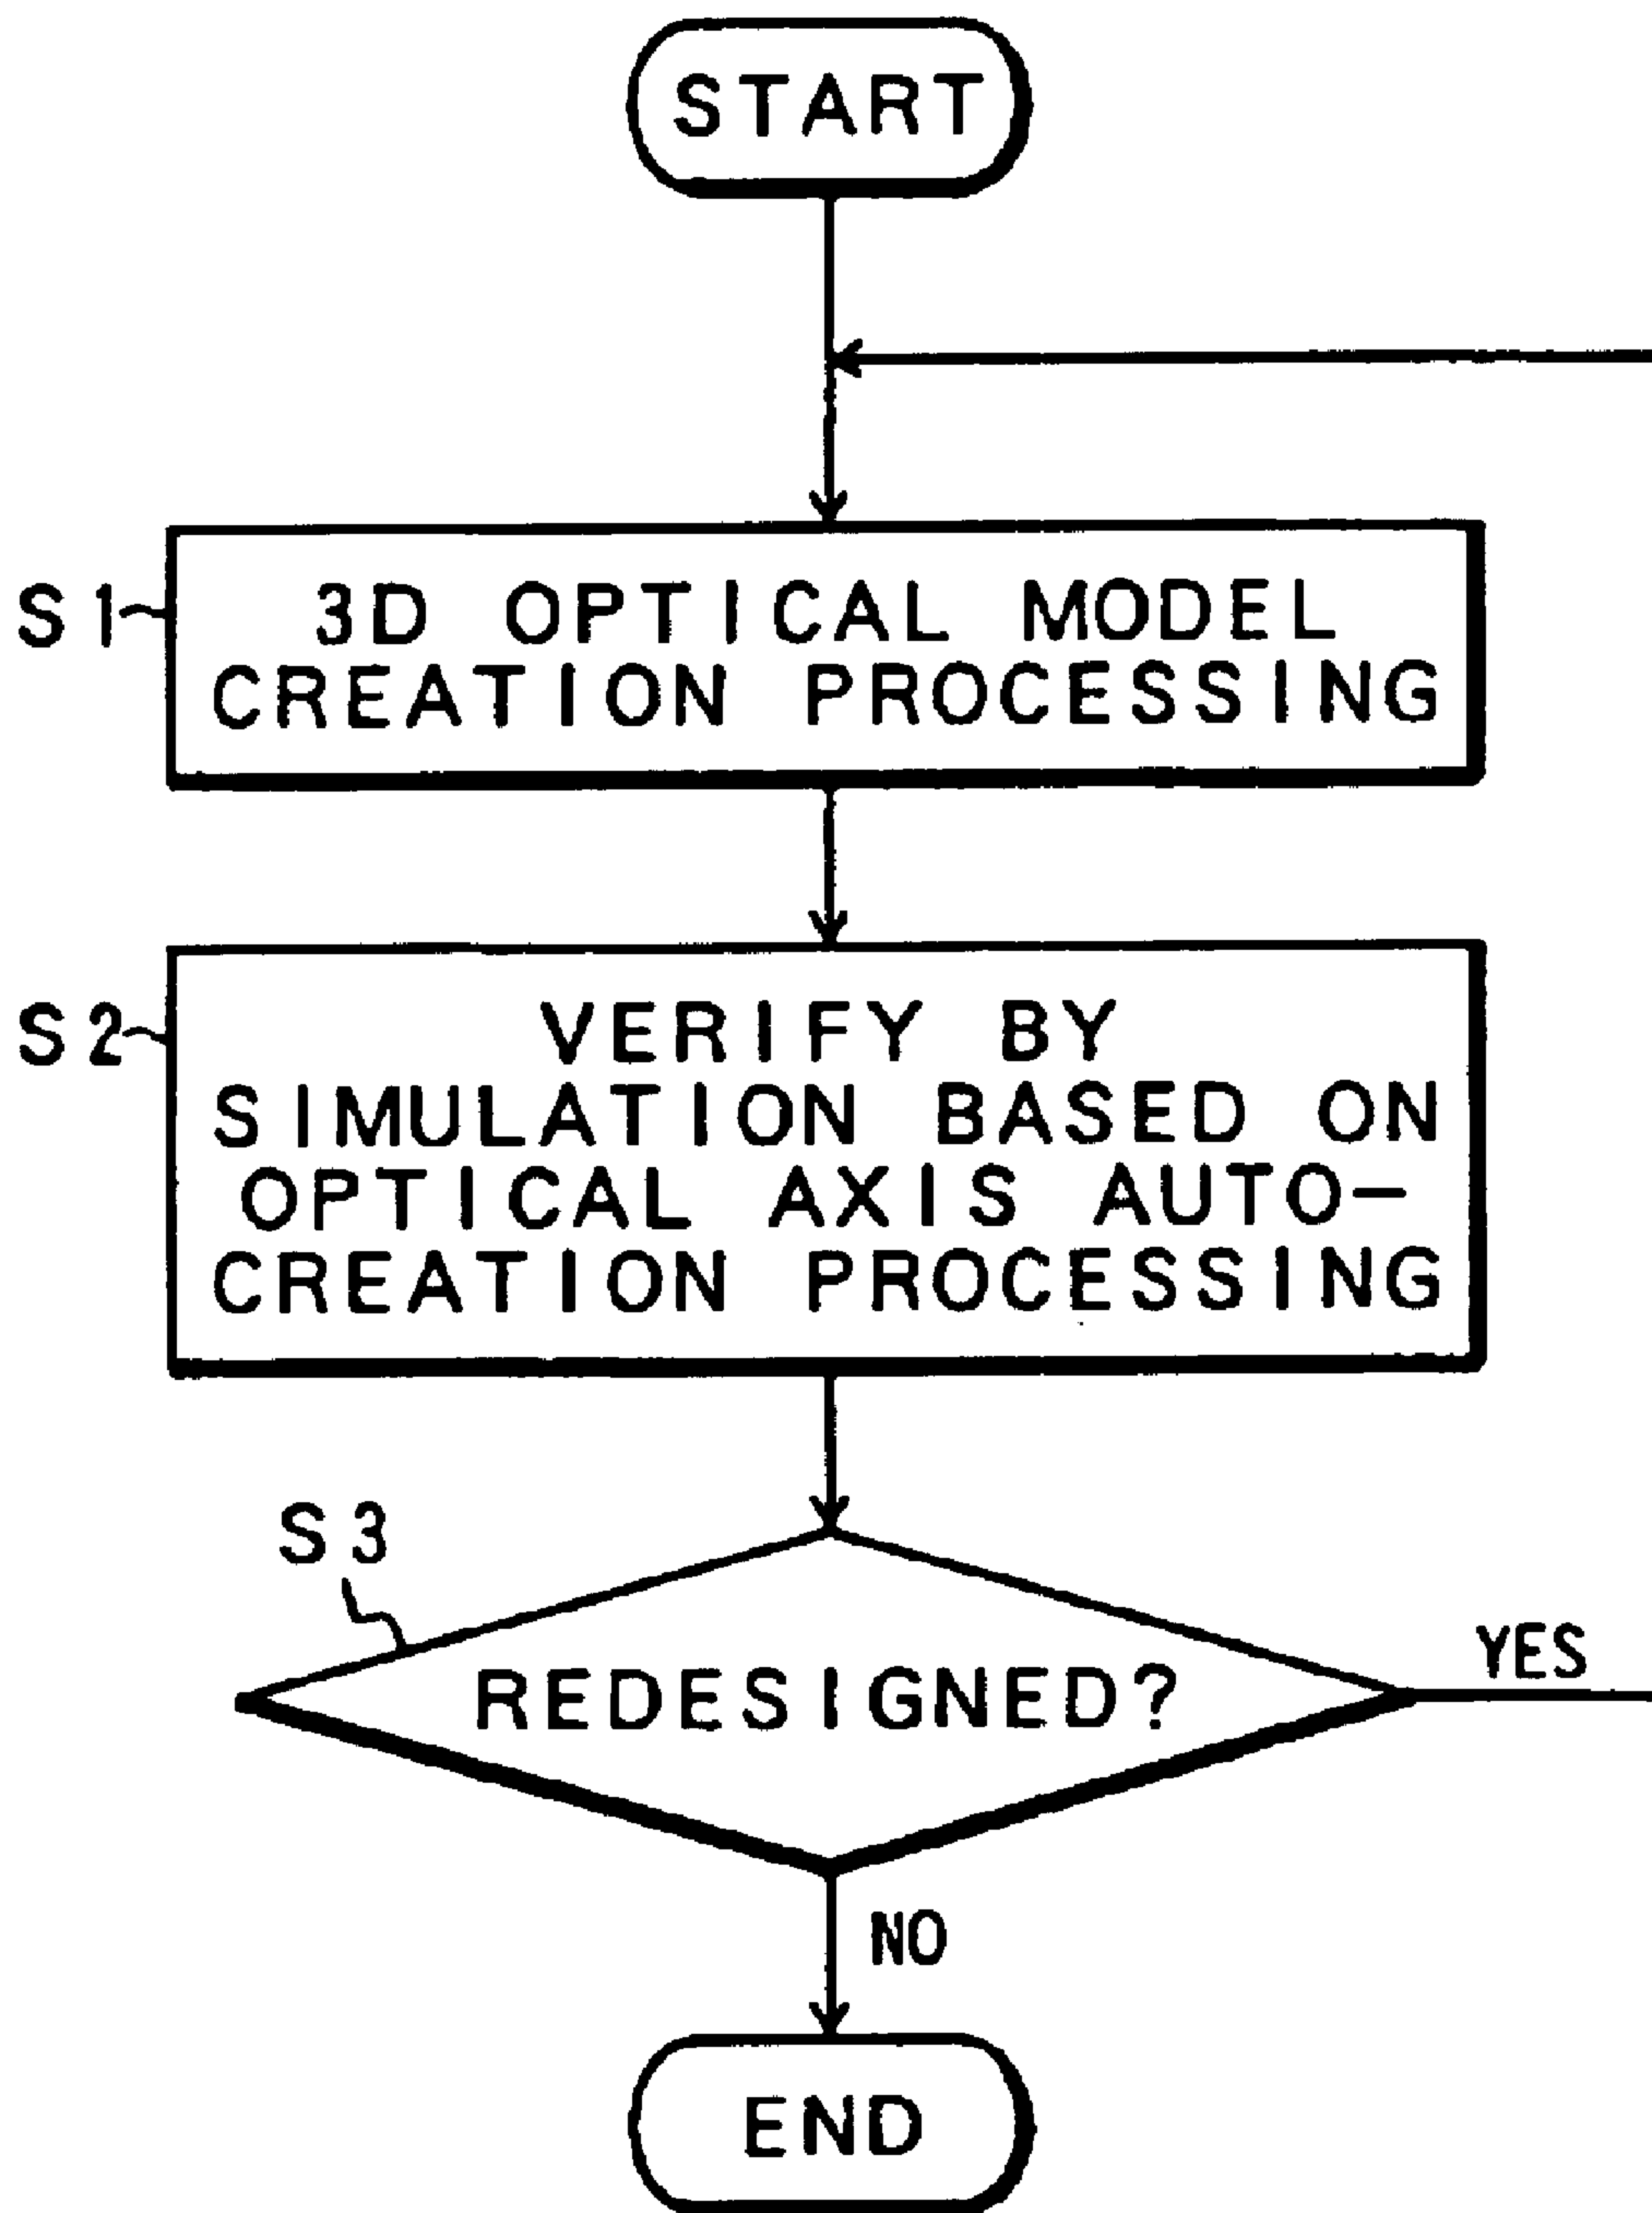 START
S1
3D OPTICAL MODEL
CREATION PROCESSING
S2
VERIFY BY
SIMULATION BASED ON
OPTICAL AXIS AUTO-
CREATION PROCESSING
S3
REDESIGNED?
YES
NO
END